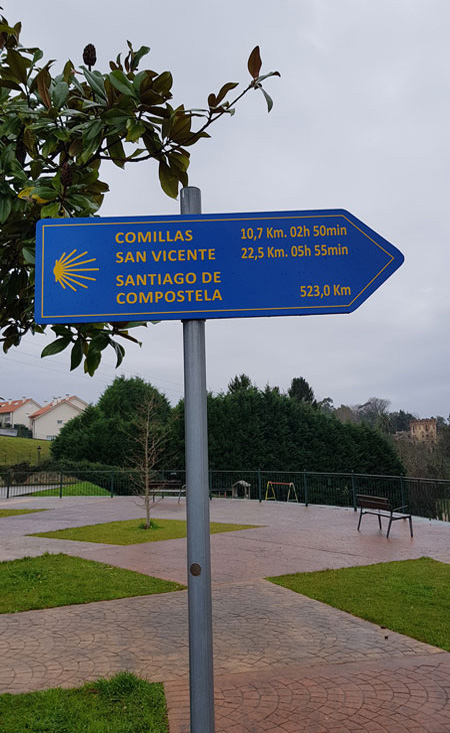 COMILLAS 10,7 Km. 02h 50min
SAN VICENTE 22,5 Km. 05h 55min
SANTIAGO DE
COMPOSTELA 523,0 Km